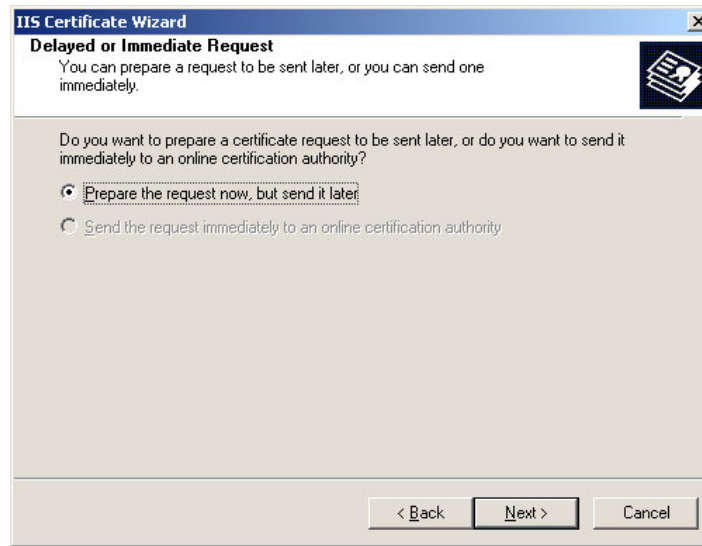 IIS Certificate Wizard
Delayed or Immediate Request
You can prepare a request to be sent later, or you can send one
immediately.
Do you want to prepare a certificate request to be sent later, or do you want to send it
immediately to an online certification authority?
Prepare the request now, but send it later
Send the request immediately to an online certification authority
< Back
Next >
Cancel